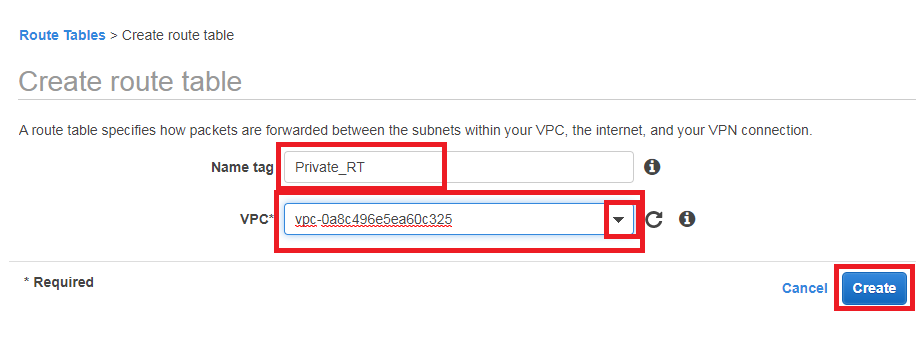 Route Tables > Create route table
Create route table
A route table specifies how packets are forwarded between the subnets within your VPC, the internet, and your VPN connection.
Name tag Private_RT
VPC* vpc-0a8c496e5ea60c325
* Required
Cancel Create